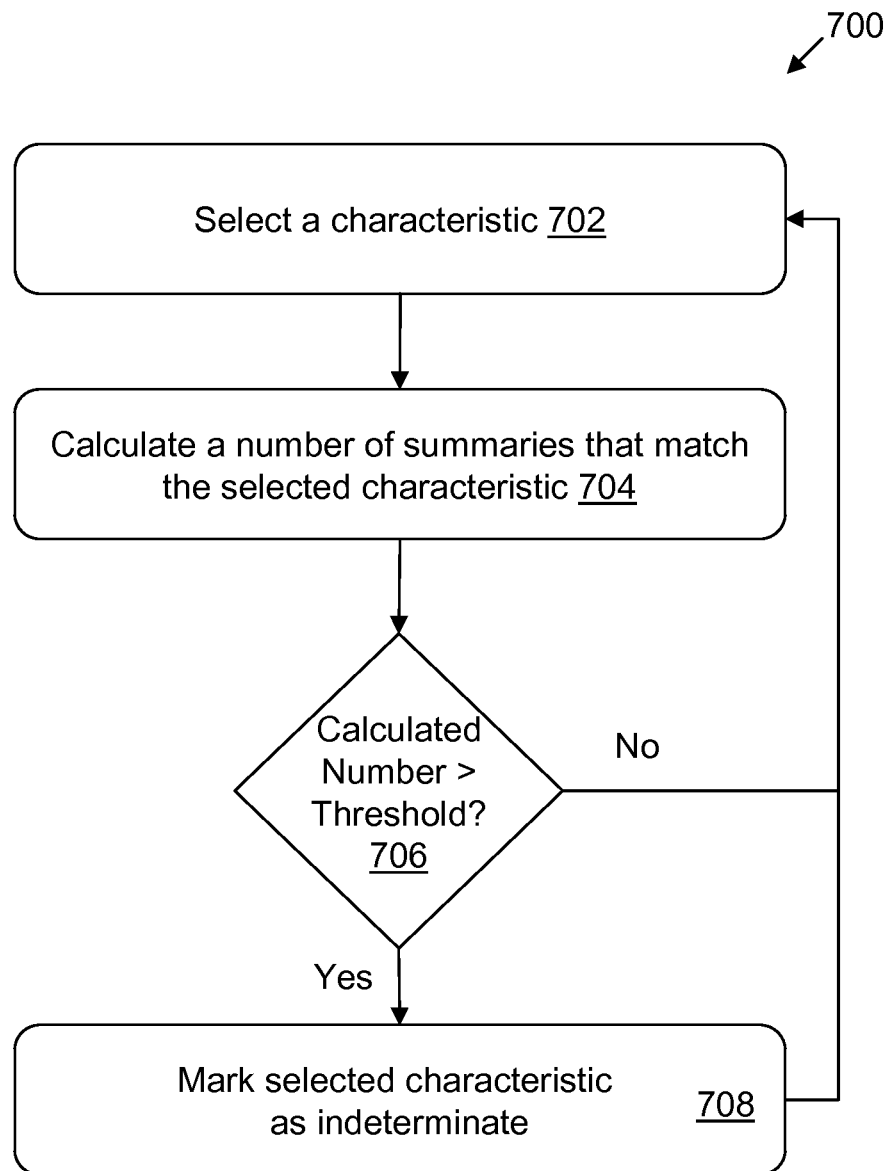 700
Select a characteristic 702
Calculate a number of summaries that match
the selected characteristic 704
Calculated
Number >
Threshold?
706
No
Yes
Mark selected characteristic
as indeterminate
708